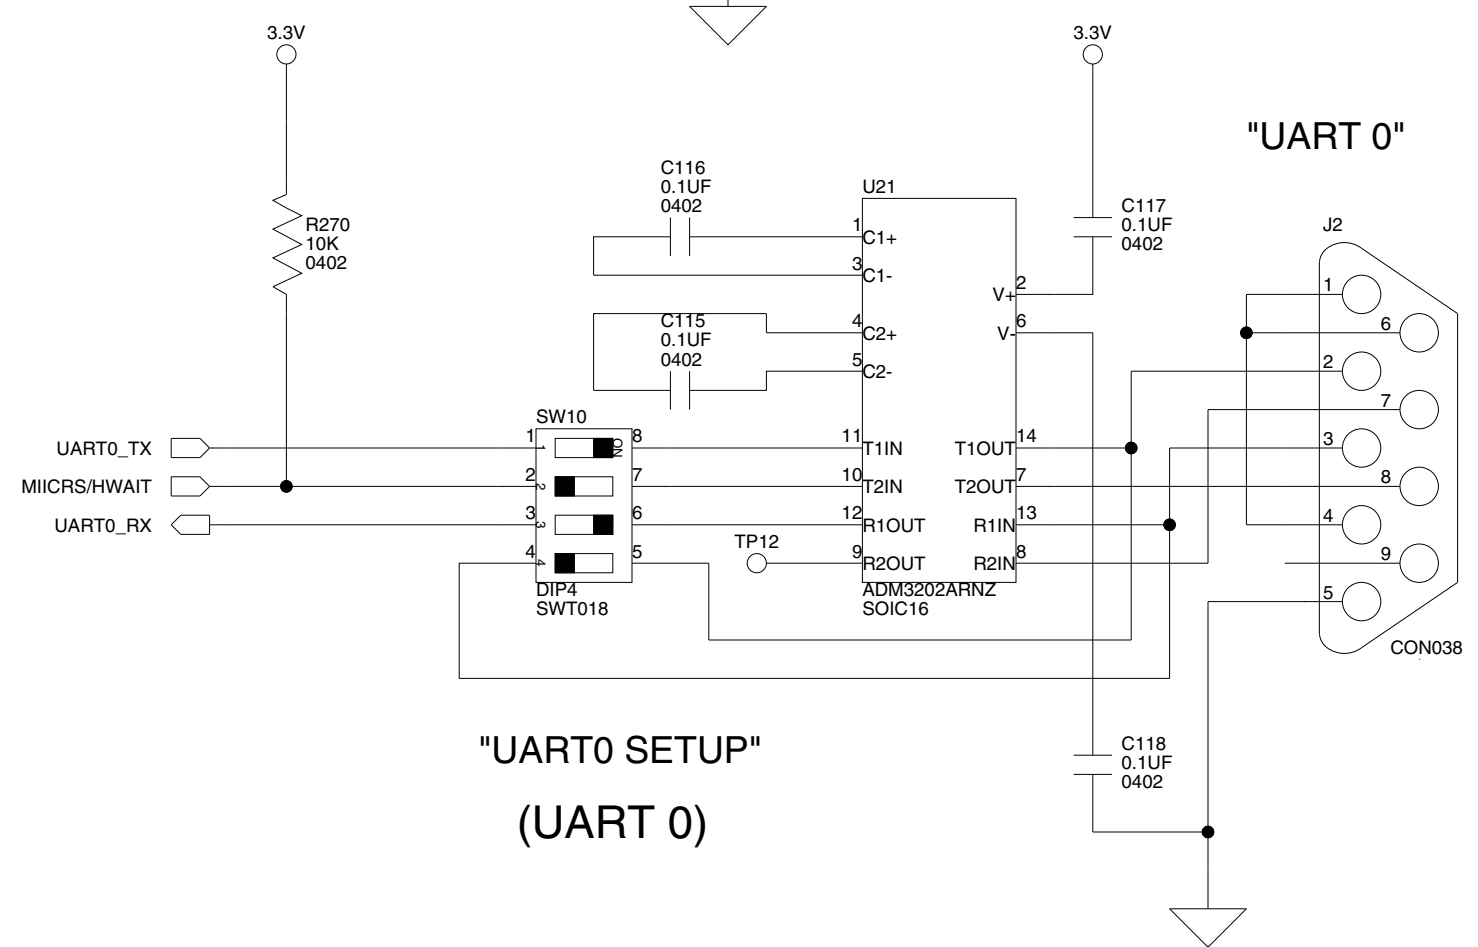 3.3V
3.3V
"UART 0"
C116
0.1UF
0402
U21
C117
0.1UF
0402
R270
10K
0402
J2
1
C1+
3
C1-
2
V+
6
V-
C115
0.1UF
0402
4
C2+
5
C2-
1
6
2
7
3
8
4
9
5
SW10
UART0_TX
1
1
ON
8
11
T1IN
T1OUT
14
MIICRS/HWAIT
2
2
7
10
T2IN
T2OUT
7
UART0_RX
3
3
6
12
R1OUT
R1IN
13
4
4
5
TP12
9
R2OUT
R2IN
8
DIP4
SWT018
ADM3202ARNZ
SOIC16
CON038
"UART0 SETUP"
(UART 0)
C118
0.1UF
0402